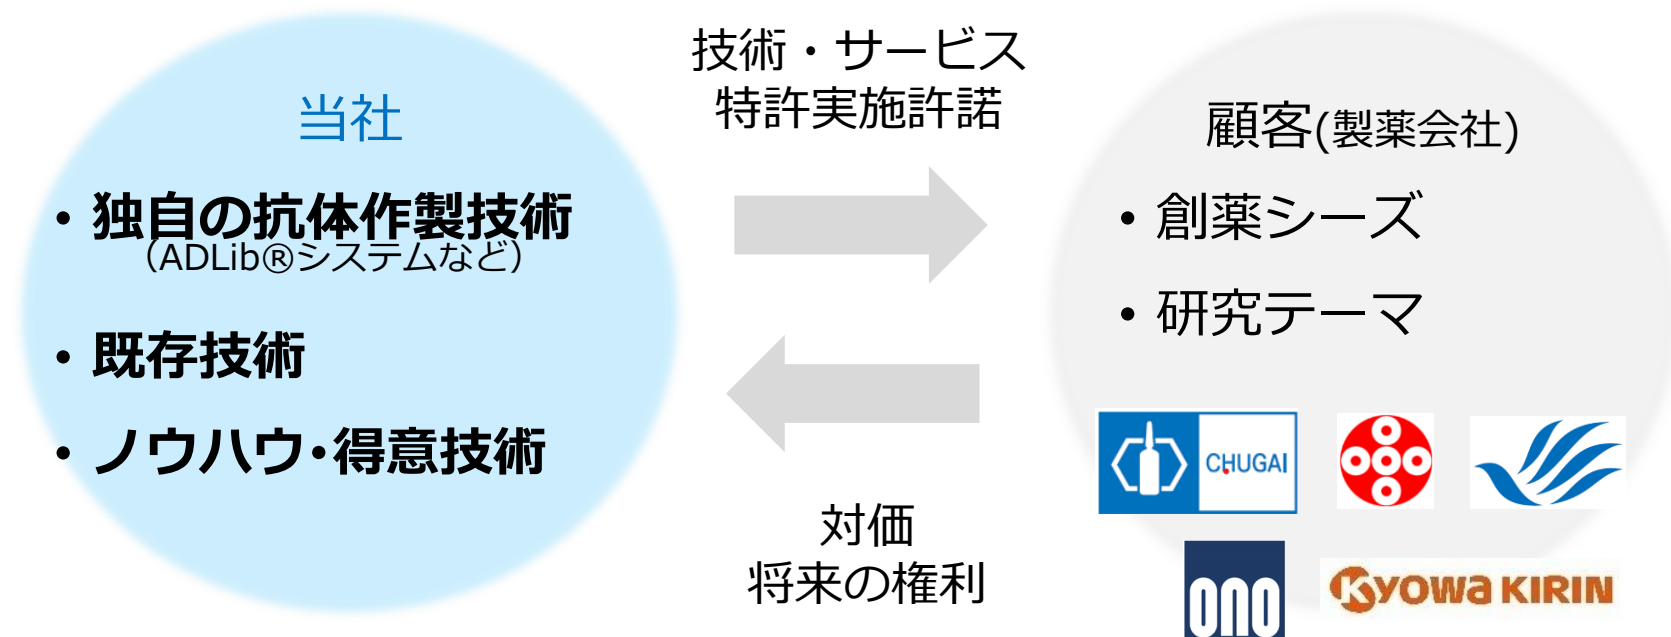 当社
・独自の抗体作製技術
（ADLib®システムなど）
・既存技術
・ノウハウ・得意技術
技術・サービス
特許実施許諾
対価
将来の権利
顧客(製薬会社)
・創薬シーズ
・研究テーマ
CHUGAI
ono
KYOWA KIRIN